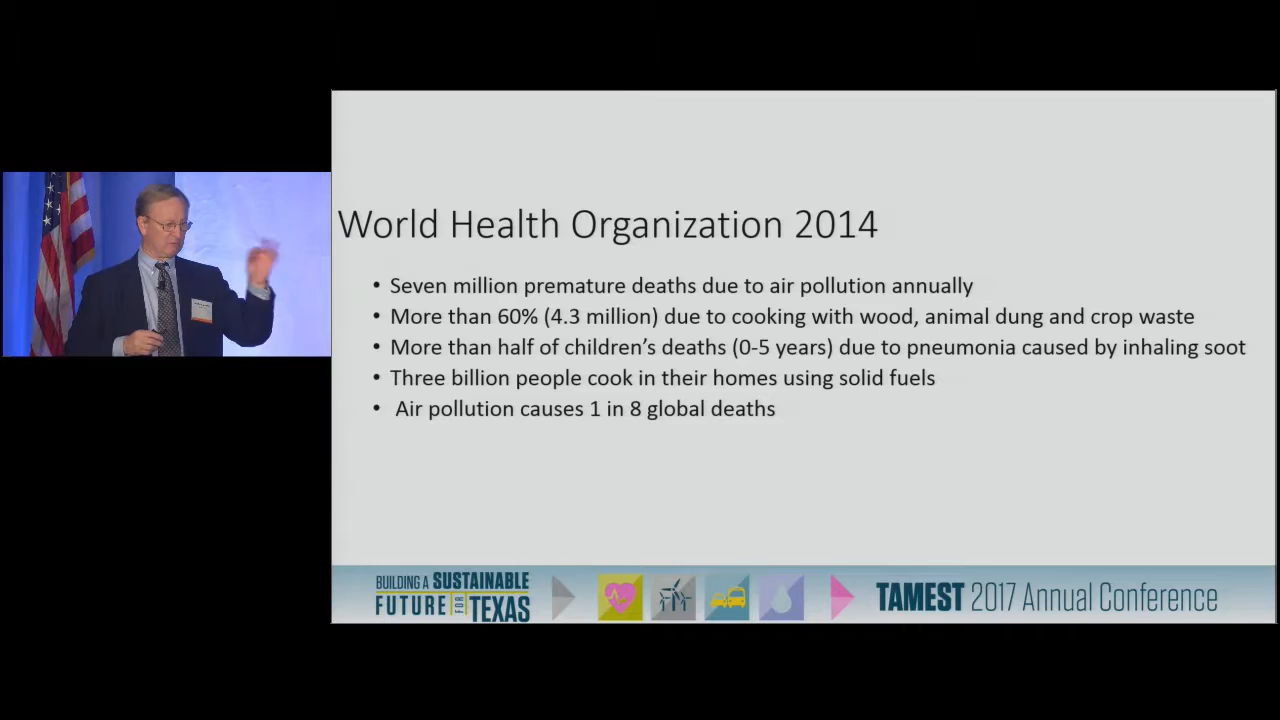 World Health Organization 2014
• Seven million premature deaths due to air pollution annually
• More than 60% (4.3 million) due to cooking with wood, animal dung and crop waste
• More than half of children’s deaths (0-5 years) due to pneumonia caused by inhaling soot
• Three billion people cook in their homes using solid fuels
• Air pollution causes 1 in 8 global deaths
BUILDING A SUSTAINABLE
FUTURE FOR TEXAS
TAMEST 2017 Annual Conference